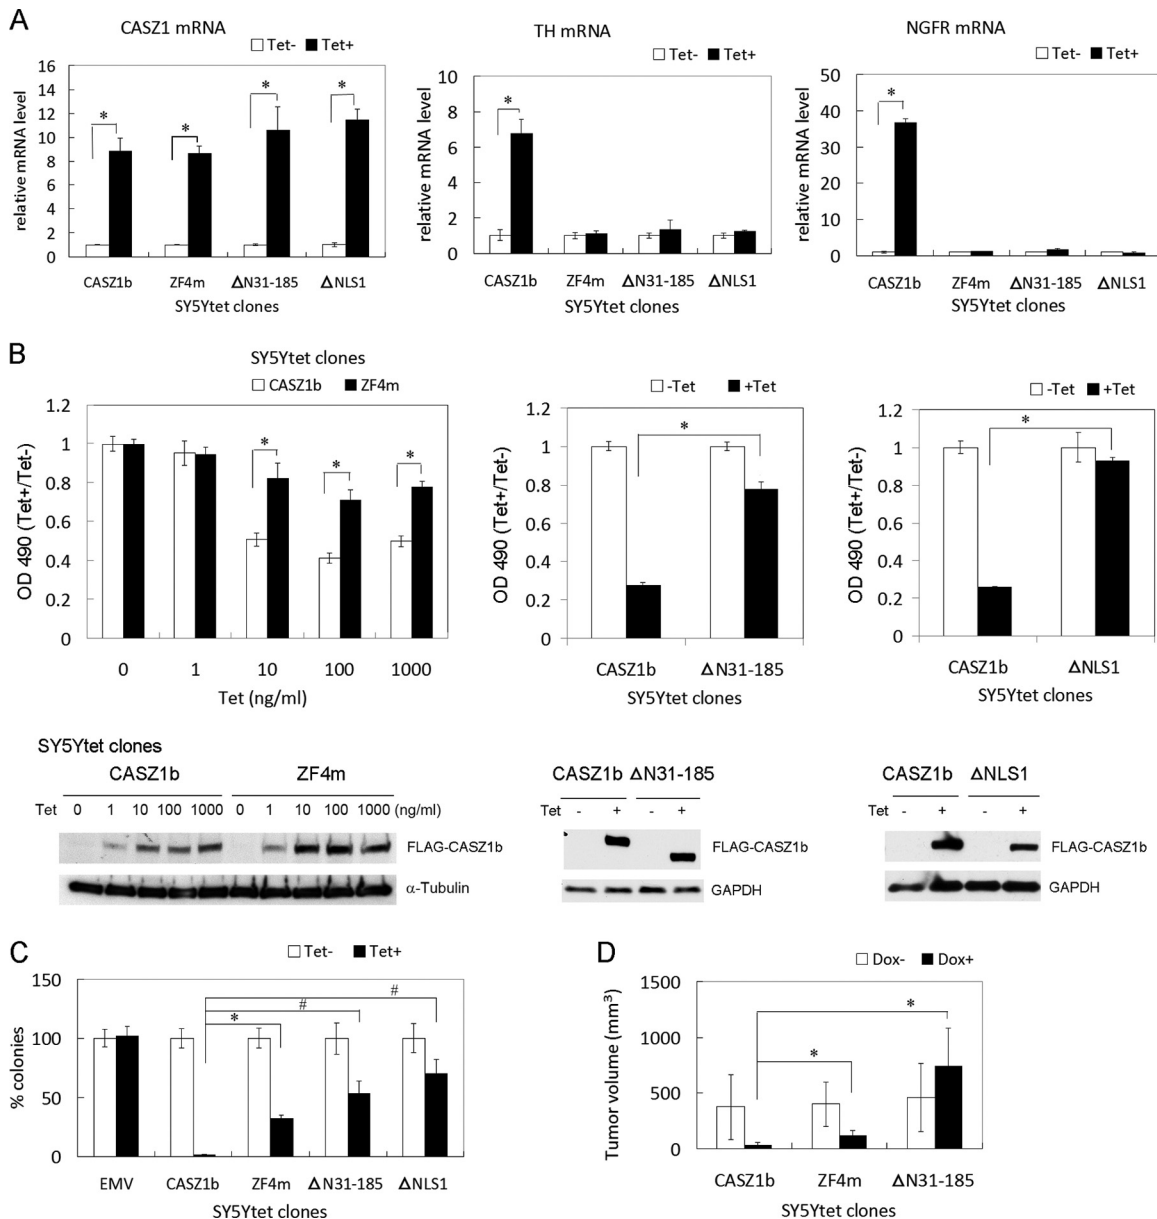 A
CASZ1 mRNA
Tet- Tet+
relative mRNA level
16
14
12
10
8
6
4
2
0
* * * *
CASZ1b ZF4m ΔN31-185 ΔNLS1
SY5Ytet clones
TH mRNA
Tet- Tet+
relative mRNA level
10
8
6
4
2
0
*
CASZ1b ZF4m ΔN31-185 ΔNLS1
SY5Ytet clones
NGFR mRNA
Tet- Tet+
relative mRNA level
50
40
30
20
10
0
*
CASZ1b ZF4m ΔN31-185 ΔNLS1
SY5Ytet clones
B
SY5Ytet clones
CASZ1b ZF4m
OD 490 (Tet+/Tet-)
1.2
1
0.8
0.6
0.4
0.2
0
* * *
0 1 10 100 1000
Tet (ng/ml)
-Tet +Tet
OD 490 (Tet+/Tet-)
1.2
1
0.8
0.6
0.4
0.2
0
*
CASZ1b ΔN31-185
SY5Ytet clones
-Tet +Tet
OD 490 (Tet+/Tet-)
1.2
1
0.8
0.6
0.4
0.2
0
*
CASZ1b ΔNLS1
SY5Ytet clones
SY5Ytet clones
CASZ1b ZF4m
Tet 0 1 10 100 1000 0 1 10 100 1000 (ng/ml)
FLAG-CASZ1b
α-Tubulin
CASZ1b ΔN31-185
Tet - + - +
FLAG-CASZ1b
GAPDH
CASZ1b ΔNLS1
Tet - + - +
FLAG-CASZ1b
GAPDH
C
Tet- Tet+
% colonies
150
100
50
0
* # #
EMV CASZ1b ZF4m ΔN31-185 ΔNLS1
SY5Ytet clones
D
Dox- Dox+
Tumor volume (mm³)
1500
1000
500
0
* *
CASZ1b ZF4m ΔN31-185
SY5Ytet clones